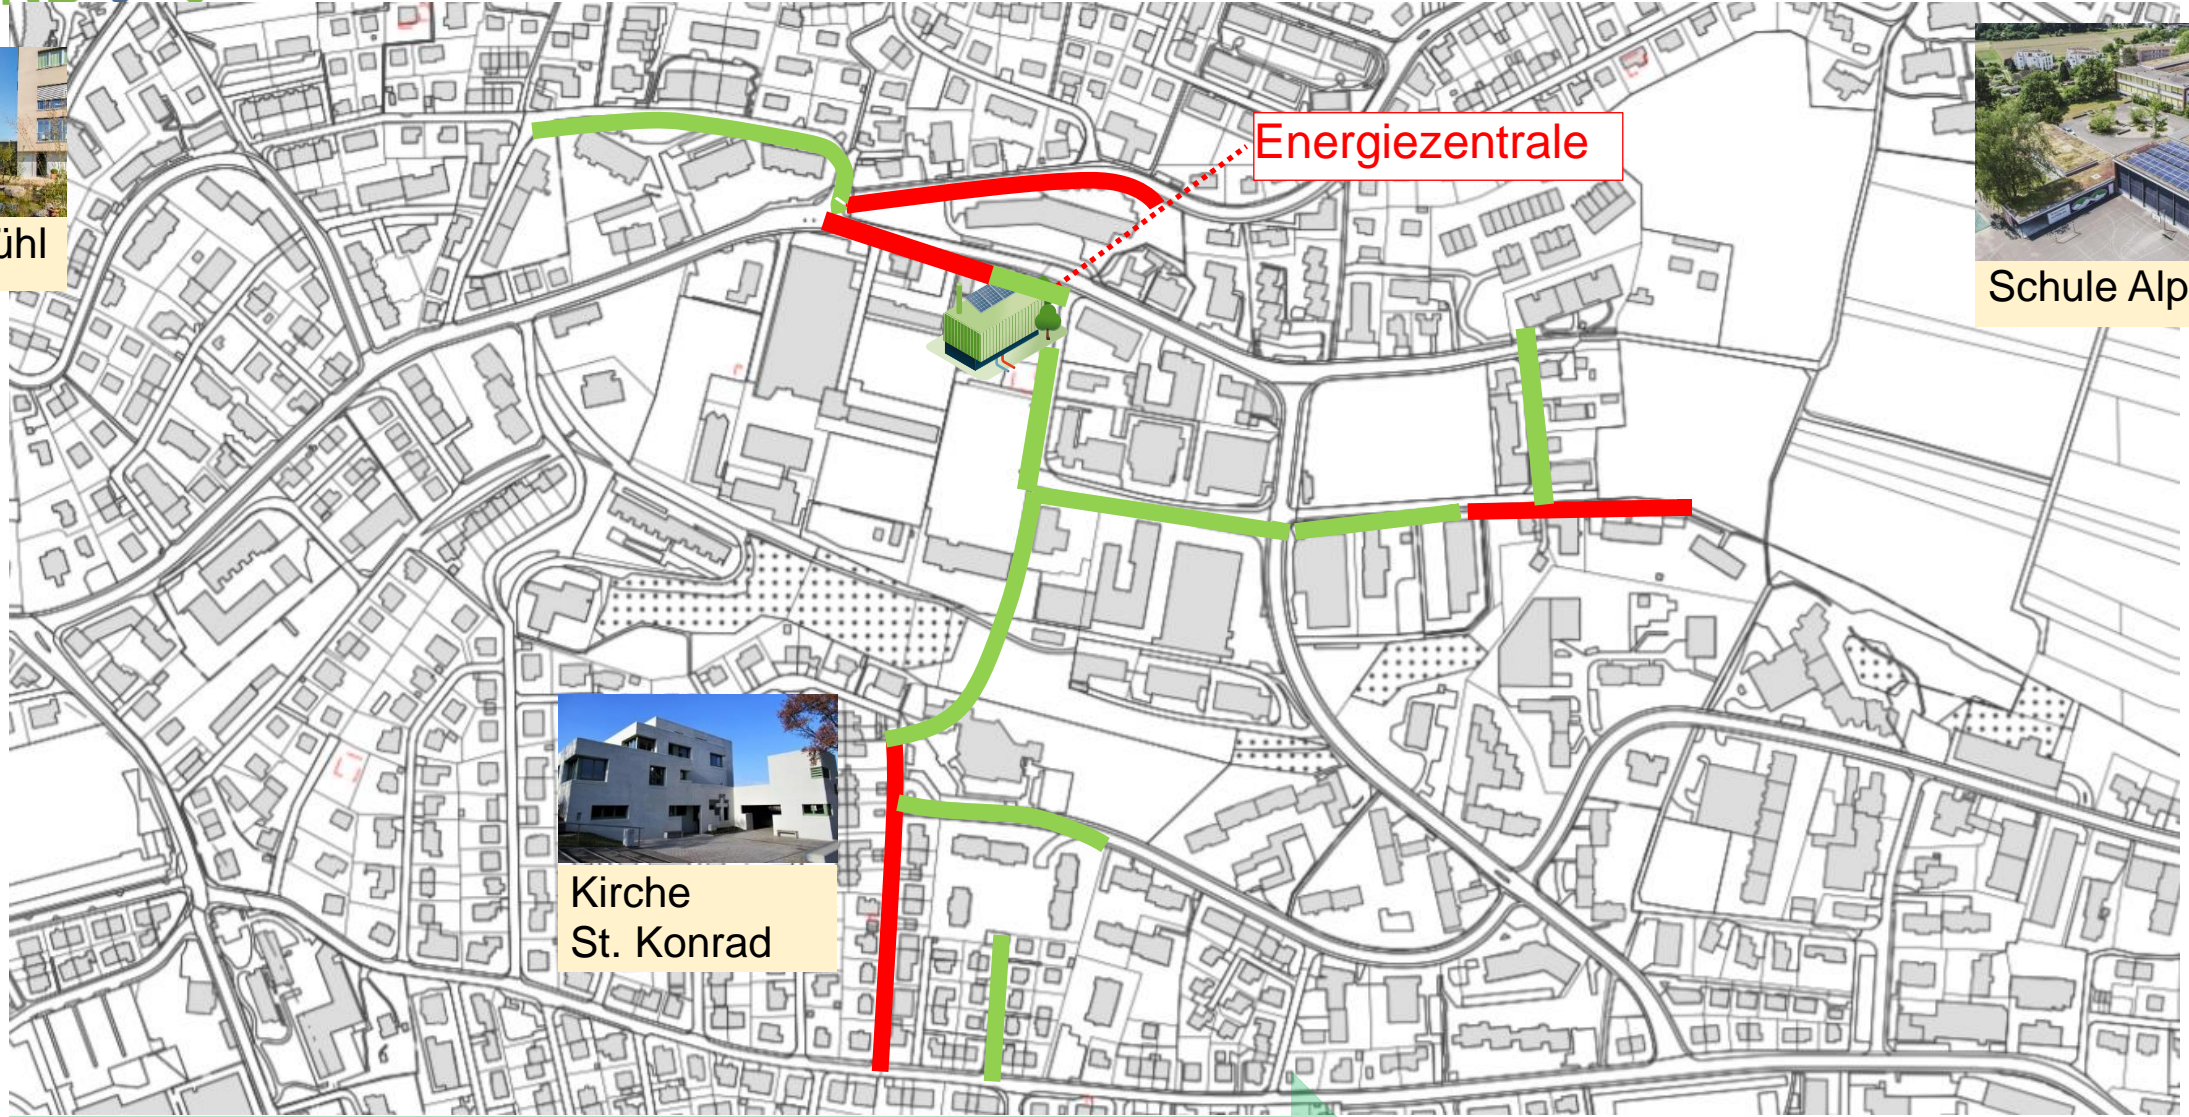 Energiezentrale
ühl
Schule Alp
Kirche
St. Konrad